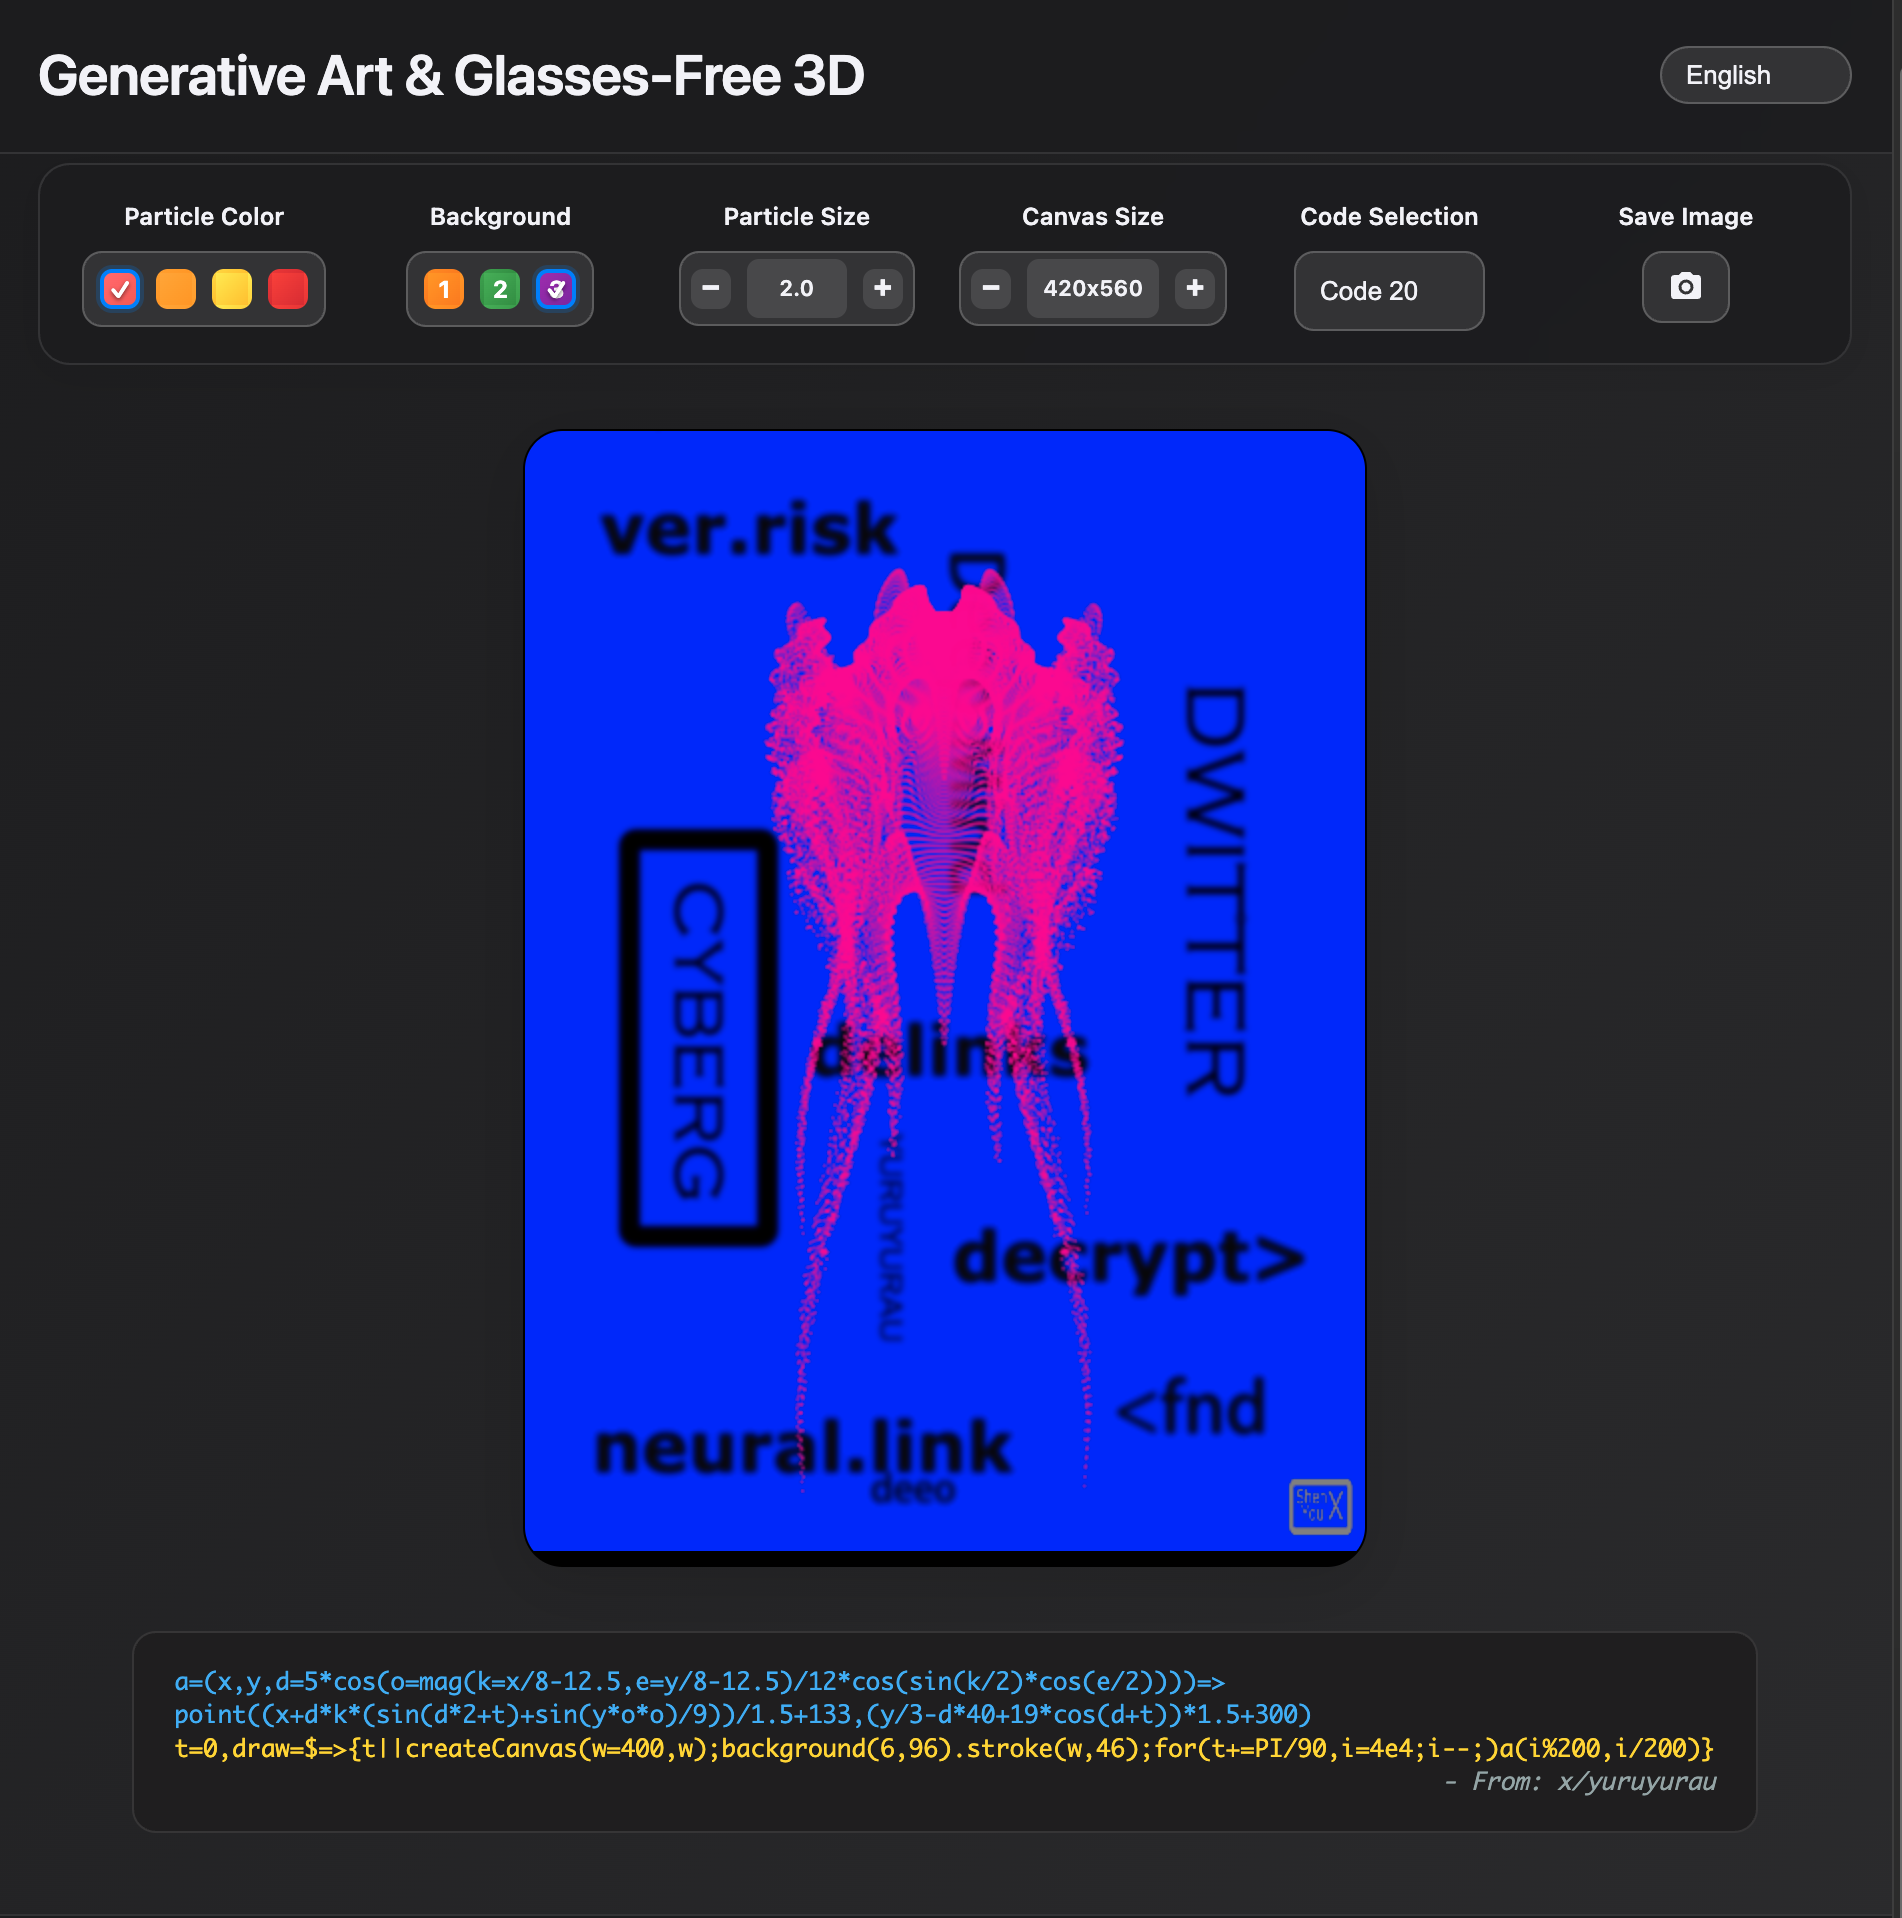 Generative Art & Glasses-Free 3D
English
Particle Color
Background
Particle Size
Canvas Size
Code Selection
Save Image
1 2
− 2.0 +
− 420x560 +
Code 20
ver.risk
D
DWITTER
CYBERG
YURUYURAU
decrypt>
<fnd
neural.link
deeo
Shen
You X
a=(x,y,d=5*cos(o=mag(k=x/8-12.5,e=y/8-12.5)/12*cos(sin(k/2)*cos(e/2))))=>
point((x+d*k*(sin(d*2+t)+sin(y*o*o)/9))/1.5+133,(y/3-d*40+19*cos(d+t))*1.5+300)
t=0,draw=$=>{t||createCanvas(w=400,w);background(6,96).stroke(w,46);for(t+=PI/90,i=4e4;i--;)a(i%200,i/200)}
- From: x/yuruyurau